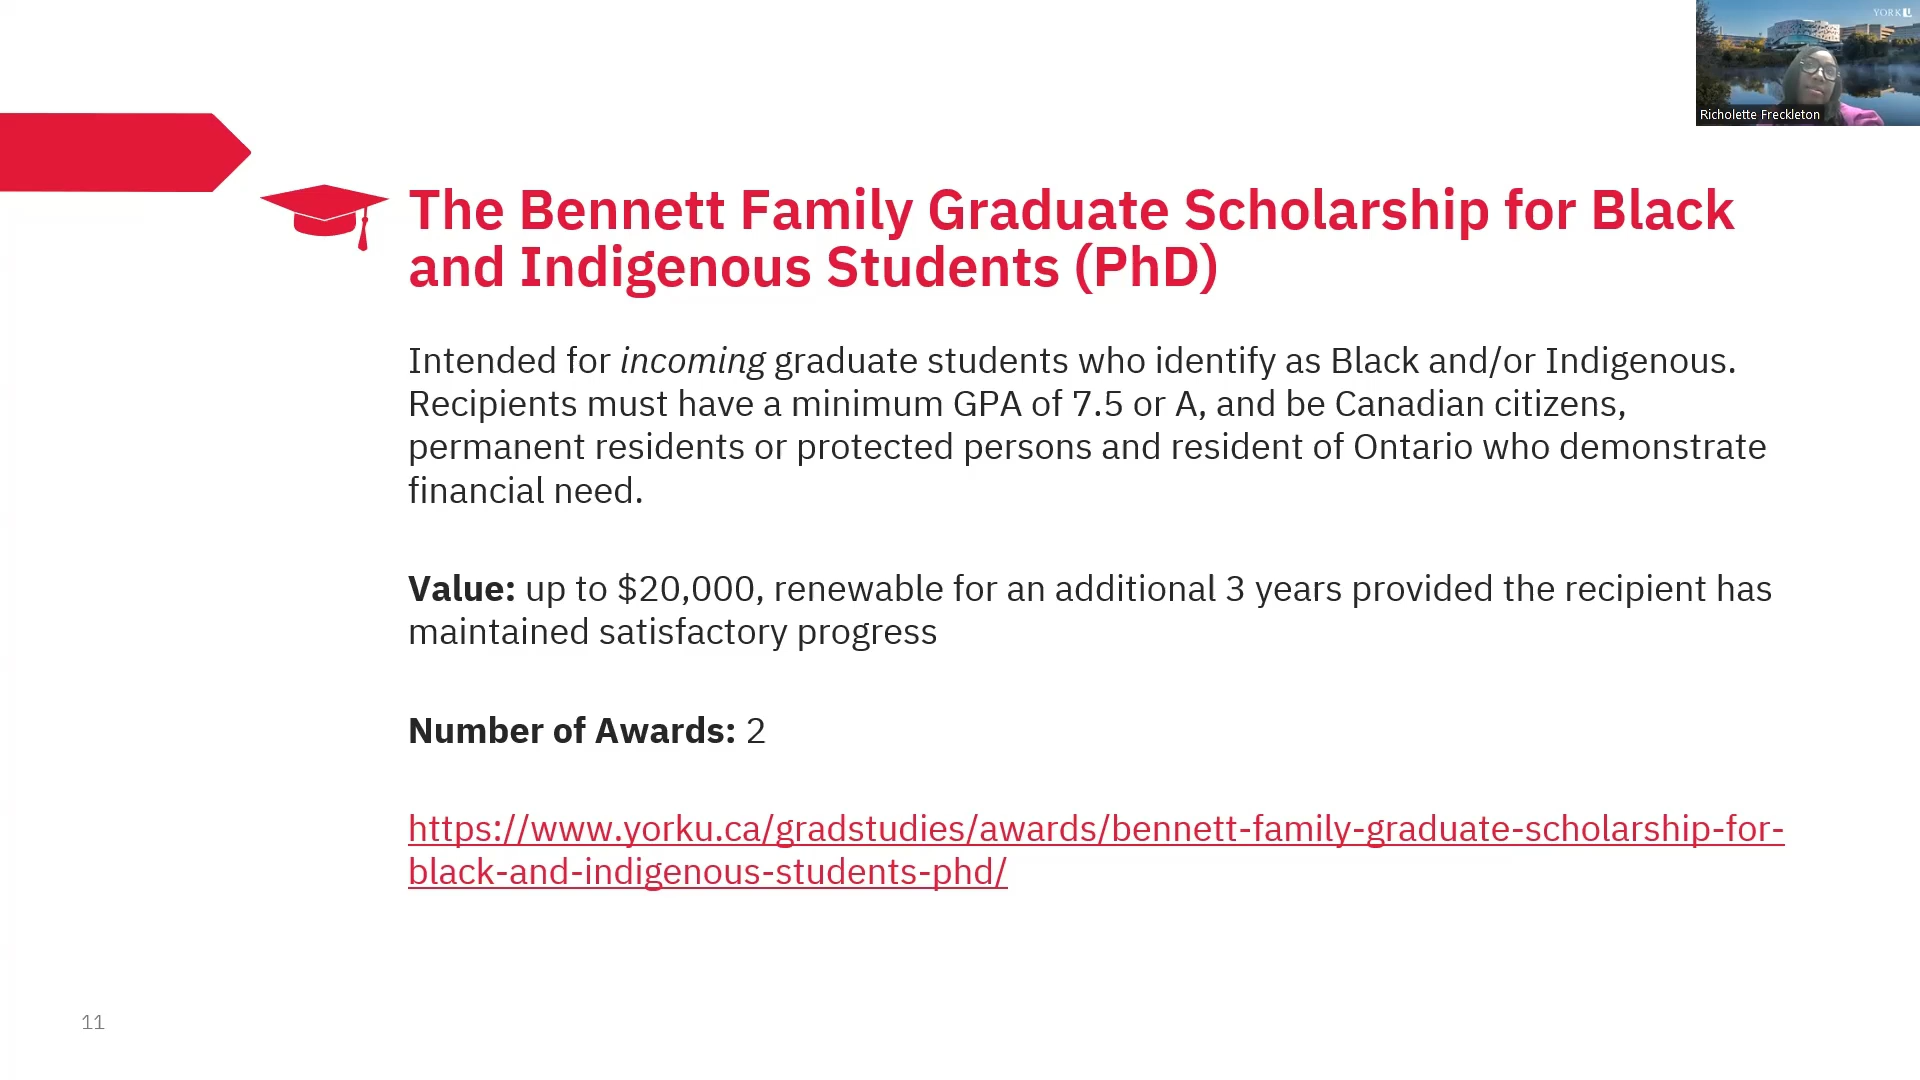 YORK U
Richolette Freckleton
The Bennett Family Graduate Scholarship for Black
and Indigenous Students (PhD)
Intended for incoming graduate students who identify as Black and/or Indigenous.
Recipients must have a minimum GPA of 7.5 or A, and be Canadian citizens,
permanent residents or protected persons and resident of Ontario who demonstrate
financial need.
Value: up to $20,000, renewable for an additional 3 years provided the recipient has
maintained satisfactory progress
Number of Awards: 2
https://www.yorku.ca/gradstudies/awards/bennett-family-graduate-scholarship-for-
black-and-indigenous-students-phd/
11